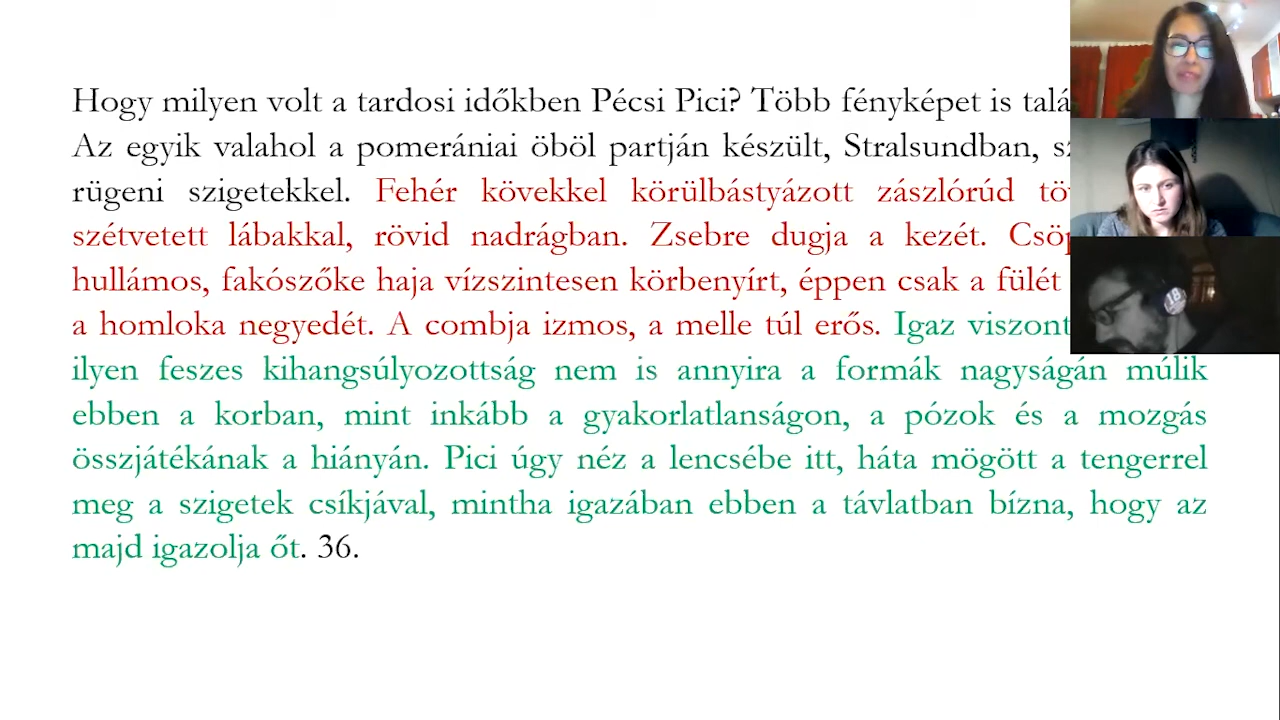 Hogy milyen volt a tardosi időkben Pécsi Pici? Több fényképet is
Az egyik valahol a pomerániai öböl partján készült, Stralsundban,
rügeni szigetekkel. Fehér kövekkel körülbástyázott zászlórúd
szétvetett lábakkal, rövid nadrágban. Zsebre dugja a kezét.
hullámos, fakószőke haja vízszintesen körbenyírt, éppen csak a fülét
a homloka negyedét. A combja izmos, a melle túl erős. Igaz viszont
ilyen feszes kihangsúlyozottság nem is annyira a formák nagyságán múlik
ebben a korban, mint inkább a gyakorlatlanságon, a pózok és a mozgás
összjátékának a hiányán. Pici úgy néz a lencsébe itt, háta mögött a tengerrel
meg a szigetek csíkjával, mintha igazában ebben a távlatban bízna, hogy az
majd igazolja őt. 36.
18